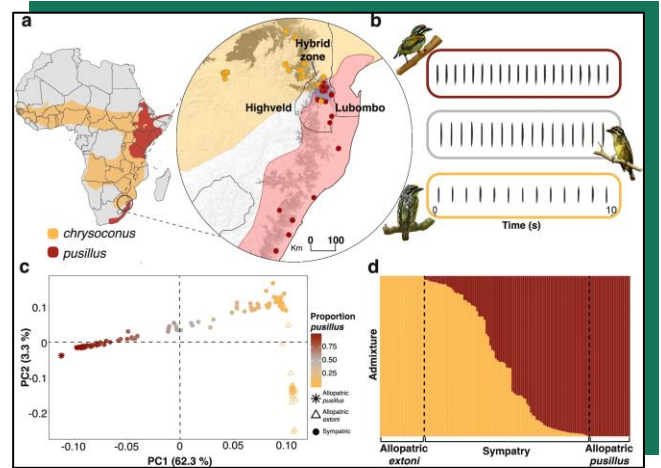 a
Hybrid
zone
Highveld
Lubombo
Km
0 100
chrysoconus
pusillus
b
0 10
Time (s)
c
0.1
0
-0.1
-0.2
PC2 (3.3 %)
-0.10 -0.05 0 0.05 0.10
PC1 (62.3 %)
Proportion
pusillus
0.75
0.50
0.25
Allopatric
pusillus
Allopatric
extoni
Sympatric
d
Admixture
Allopatric
extoni
Sympatry
Allopatric
pusillus